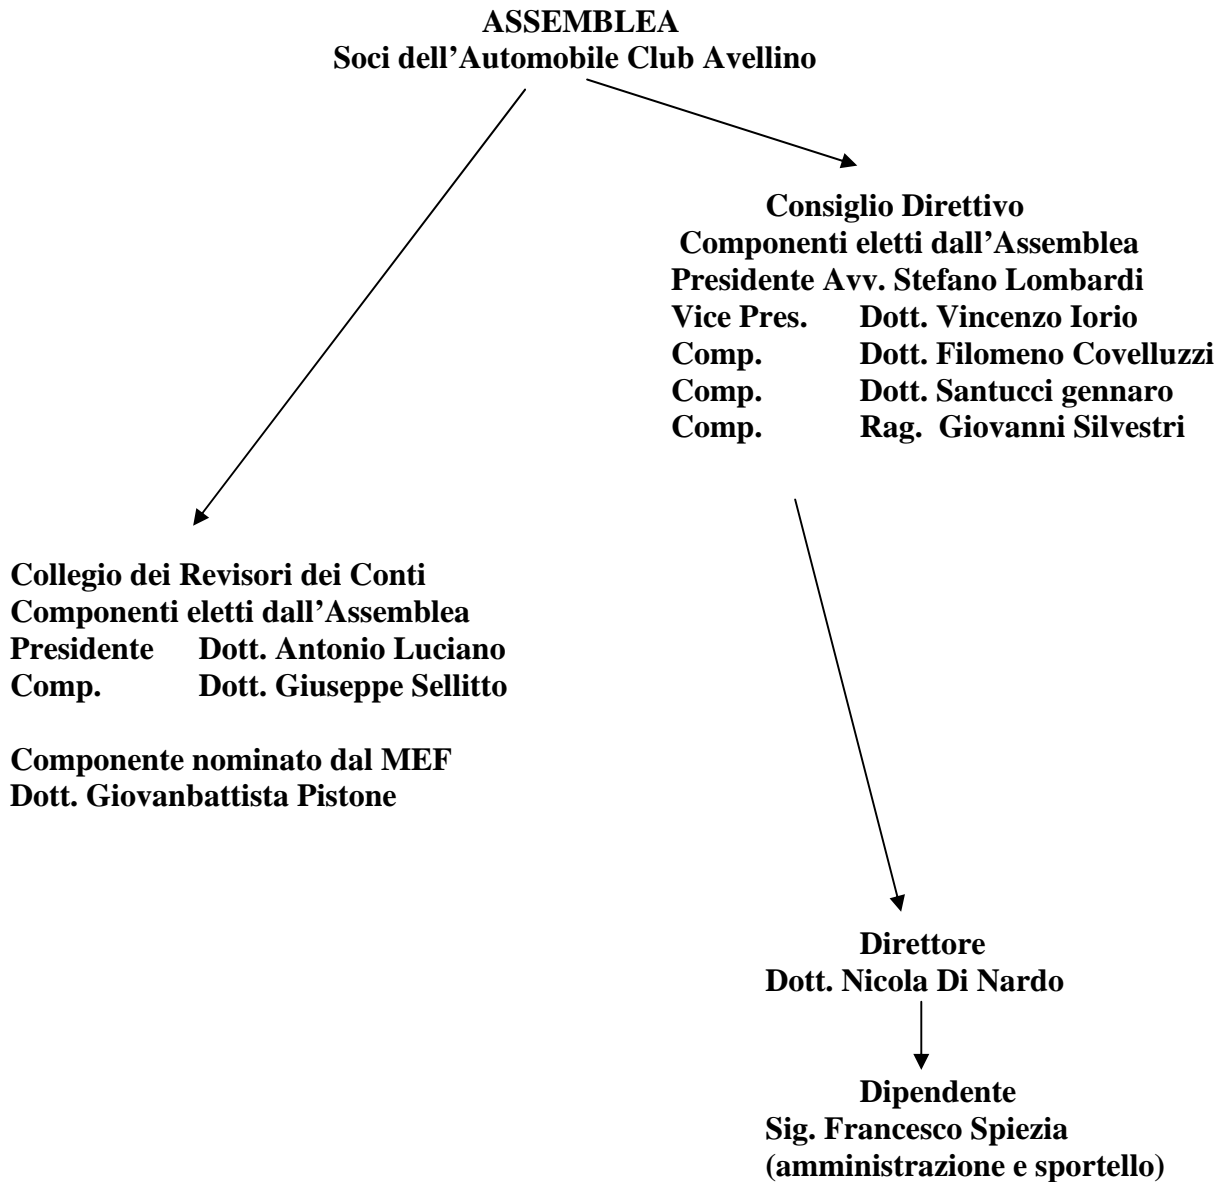 ASSEMBLEA
Soci dell’Automobile Club Avellino
Consiglio Direttivo
Componenti eletti dall’Assemblea
Presidente Avv. Stefano Lombardi
Vice Pres. Dott. Vincenzo Iorio
Comp. Dott. Filomeno Covelluzzi
Comp. Dott. Santucci gennaro
Comp. Rag. Giovanni Silvestri
Collegio dei Revisori dei Conti
Componenti eletti dall’Assemblea
Presidente Dott. Antonio Luciano
Comp. Dott. Giuseppe Sellitto
Componente nominato dal MEF
Dott. Giovanbattista Pistone
Direttore
Dott. Nicola Di Nardo
Dipendente
Sig. Francesco Spiezia
(amministrazione e sportello)